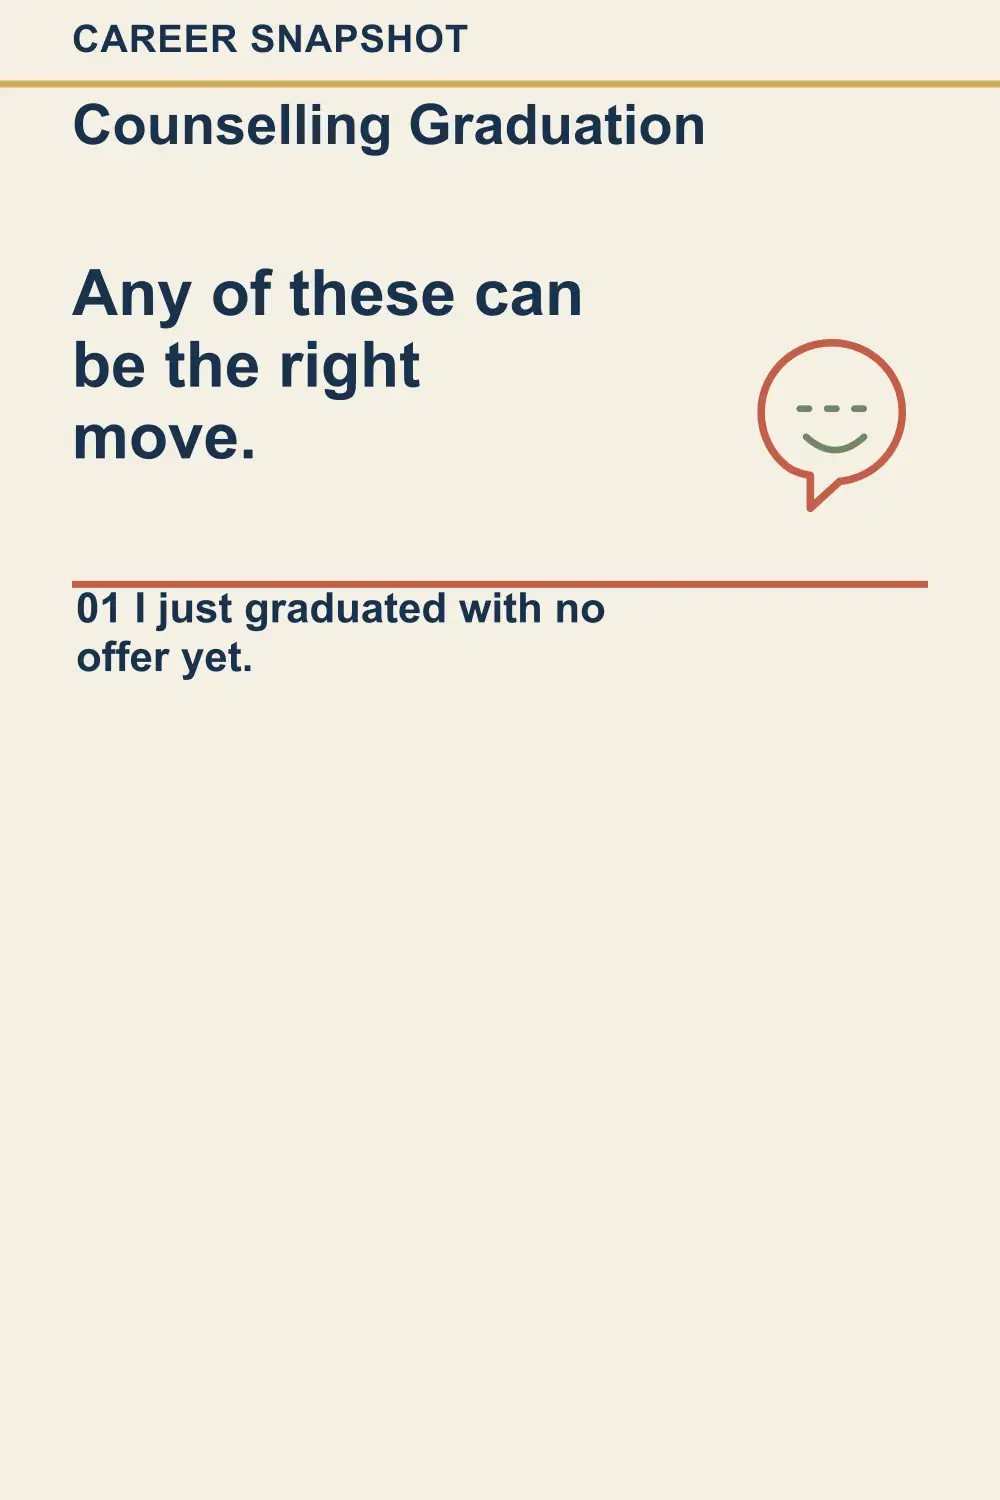 CAREER SNAPSHOT
Counselling Graduation
Any of these can
be the right
move.
01 I just graduated with no
offer yet.